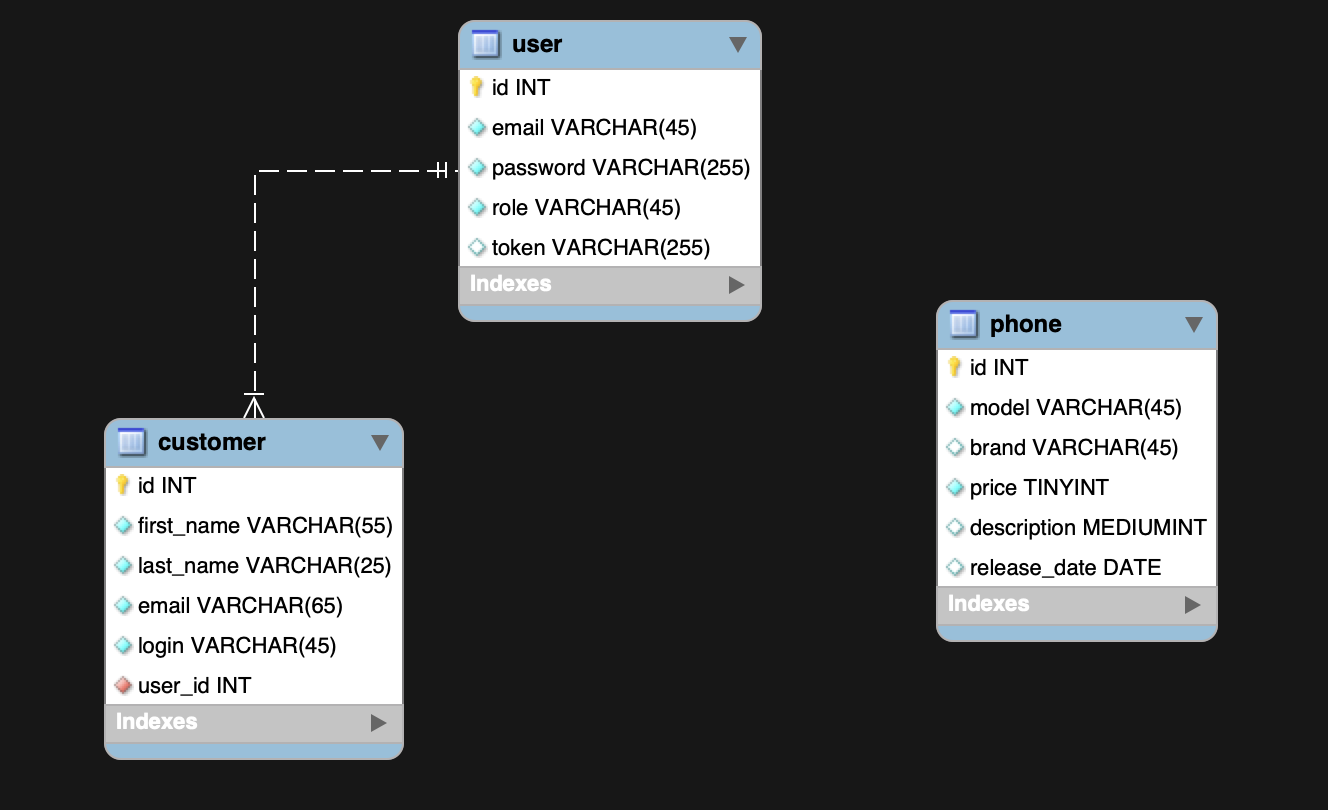 user
id INT
email VARCHAR(45)
password VARCHAR(255)
role VARCHAR(45)
token VARCHAR(255)
Indexes
phone
id INT
model VARCHAR(45)
brand VARCHAR(45)
price TINYINT
description MEDIUMINT
release_date DATE
Indexes
customer
id INT
first_name VARCHAR(55)
last_name VARCHAR(25)
email VARCHAR(65)
login VARCHAR(45)
user_id INT
Indexes